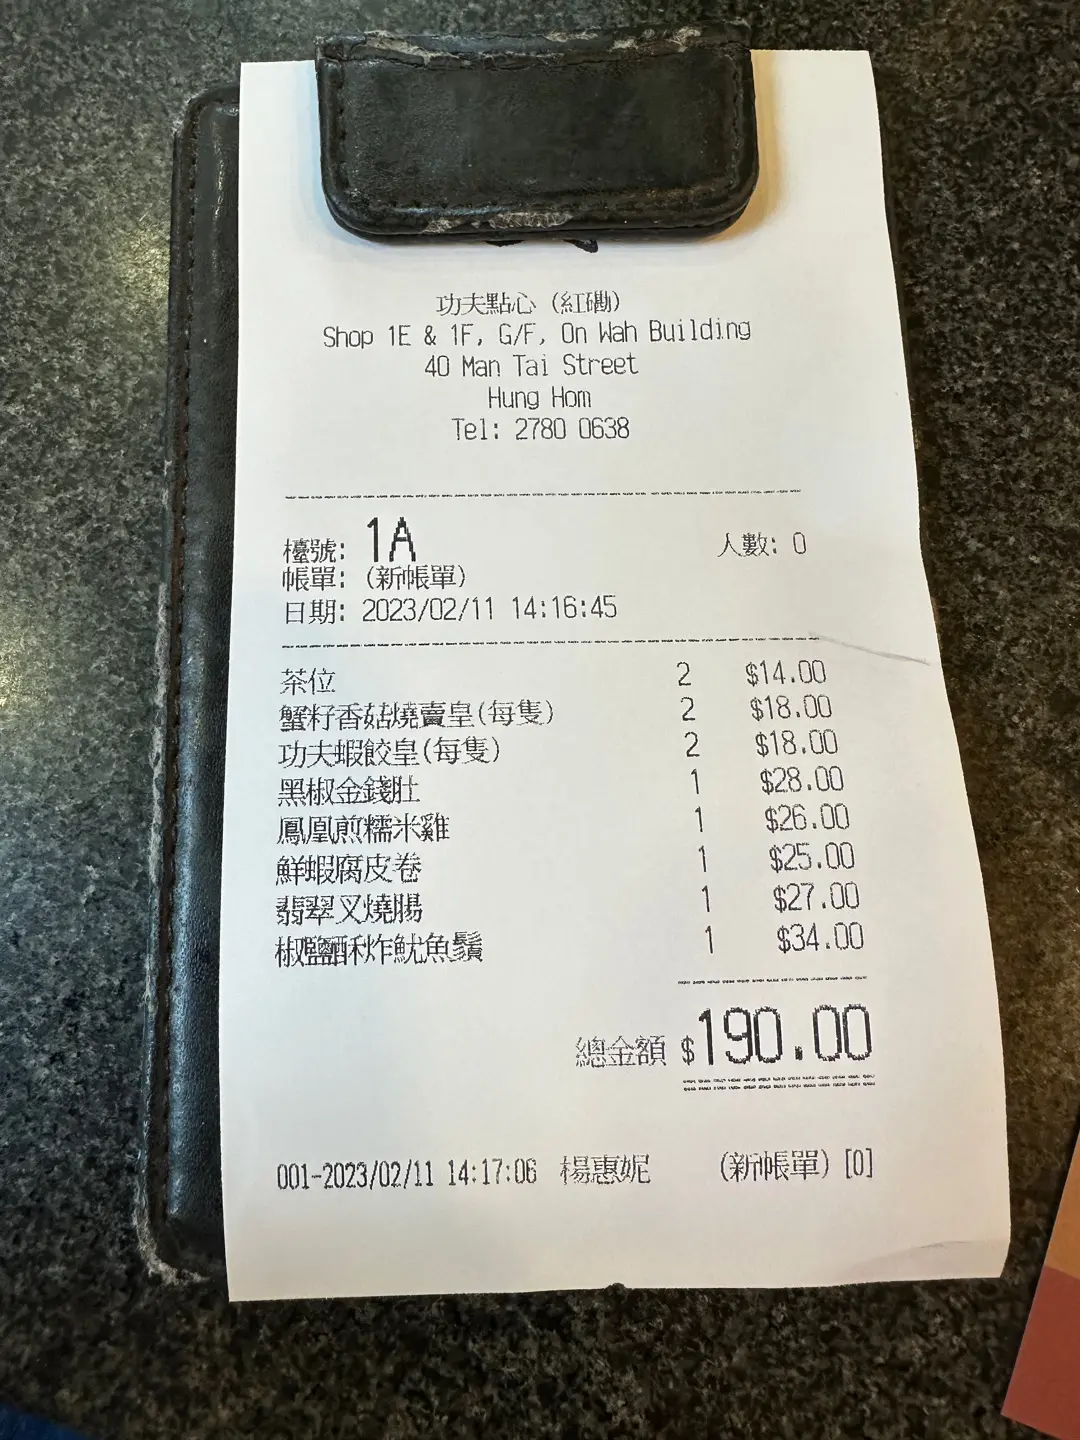 功夫點心 (紅磡)
Shop 1E & 1F, G/F, On Wah Building
40 Man Tai Street
Hung Hom
Tel: 2780 0638
檯號: 1A 人數: 0
帳單: (新帳單)
日期: 2023/02/11 14:16:45
茶位 2 $14.00
蟹籽香菇燒賣皇(每隻) 2 $18.00
功夫蝦餃皇(每隻) 2 $18.00
黑椒金錢肚 1 $28.00
鳳凰煎糯米雞 1 $26.00
鮮蝦腐皮卷 1 $25.00
翡翠叉燒腸 1 $27.00
椒鹽酥炸魷魚鬚 1 $34.00
總金額 $190.00
001-2023/02/11 14:17:06 楊惠妮 (新帳單) [0]